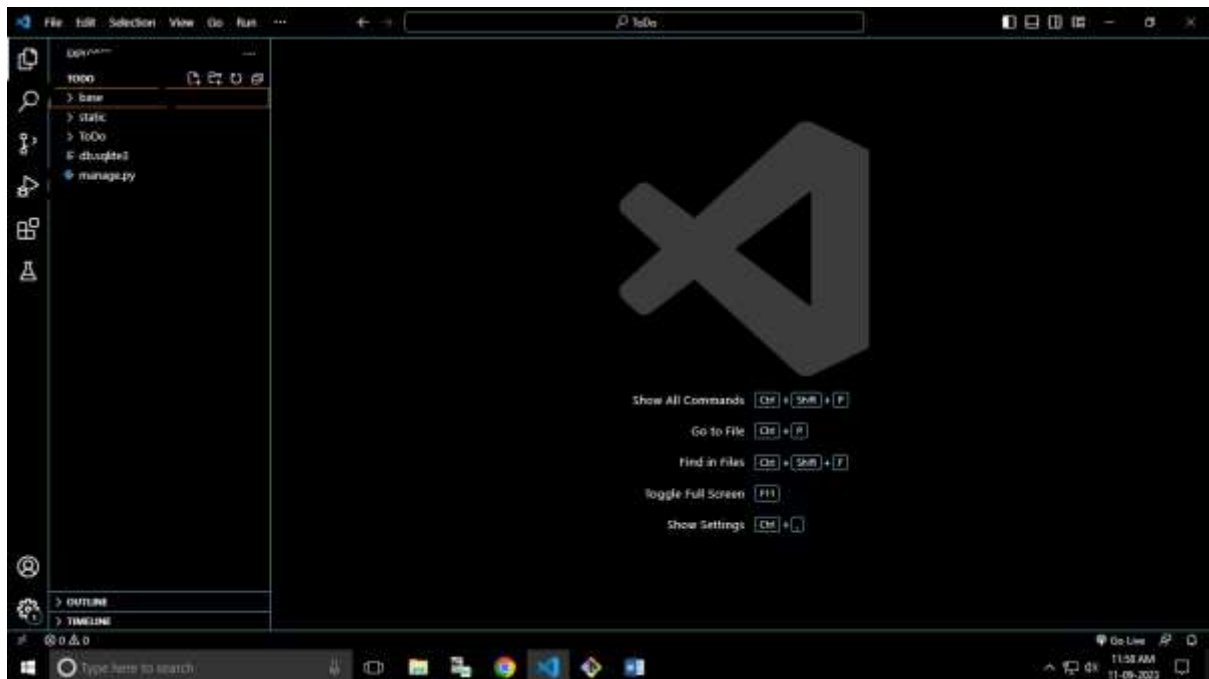 File Edit Selection View Go Run ...
ToDo
TODO
base
static
ToDo
db.sqlite3
manage.py
Show All Commands Ctrl + Shift + P
Go to File Ctrl + P
Find in Files Ctrl + Shift + F
Toggle Full Screen F11
Show Settings Ctrl + ,
OUTLINE
TIMELINE
0 0
Go Live
Type here to search
11:58 AM
11-09-2023